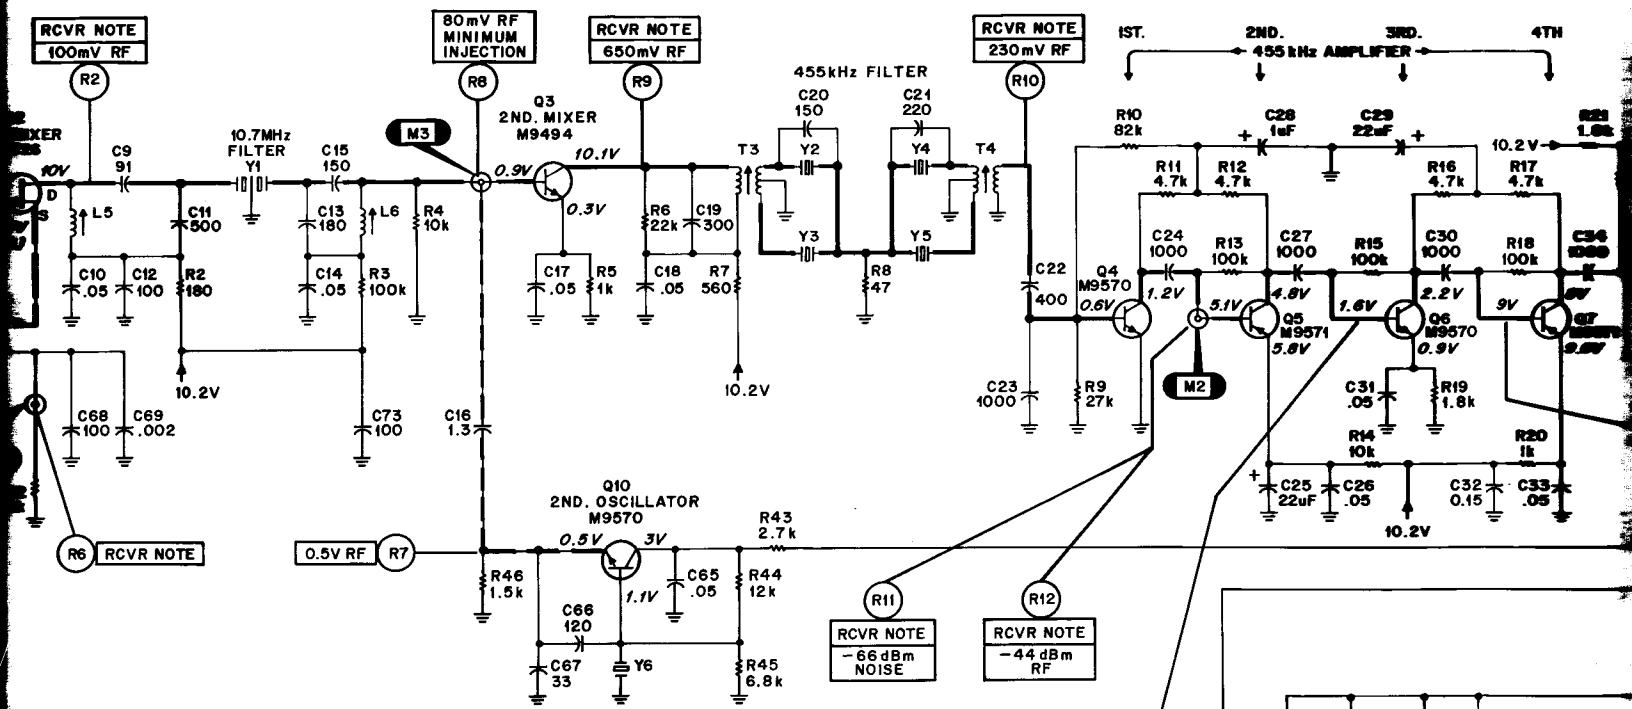 RCVR NOTE
100mV RF
R2
80mV RF
MINIMUM
INJECTION
R8
RCVR NOTE
650mV RF
R9
RCVR NOTE
230mV RF
R10
1ST.
2ND.
3RD.
4TH
455kHz AMPLIFIER
455kHz FILTER
C20
150
C21
220
Q3
2ND. MIXER
M9494
M3
10.7MHz
FILTER
Y1
C9
91
C15
150
10V
D
S
L5
C11
500
C13
180
L6
R4
10k
0.9V
10.1V
0.3V
R6
22k
C19
300
T3
Y2
Y4
T4
Y3
Y5
R10
82k
C28
1uF
C29
22uF
10.2V
R11
4.7k
R12
4.7k
R16
4.7k
R17
4.7k
C10
.05
C12
100
R2
180
C14
.05
R3
100k
C17
.05
R5
1k
C18
.05
R7
560
R8
47
C22
400
C24
1000
R13
100k
C27
1000
R15
100k
C30
1000
R18
100k
C34
1000
Q4
M9570
0.6V
1.2V
5.1V
4.8V
1.6V
2.2V
9V
Q5
M9571
5.8V
Q6
M9570
0.9V
Q7
10.2V
10.2V
C23
1000
R9
27k
M2
C31
.05
R19
1.8k
C68
100
C69
.002
C73
100
C16
1.3
R14
10k
R20
1k
C25
22uF
C26
.05
C32
0.15
C33
.05
10.2V
Q10
2ND. OSCILLATOR
M9570
R6
RCVR NOTE
0.5V RF
R7
0.5V
3V
R43
2.7k
R46
1.5k
1.1V
C65
.05
R44
12k
C66
120
C67
33
Y6
R45
6.8k
R11
RCVR NOTE
-66dBm
NOISE
R12
RCVR NOTE
-44dBm
RF